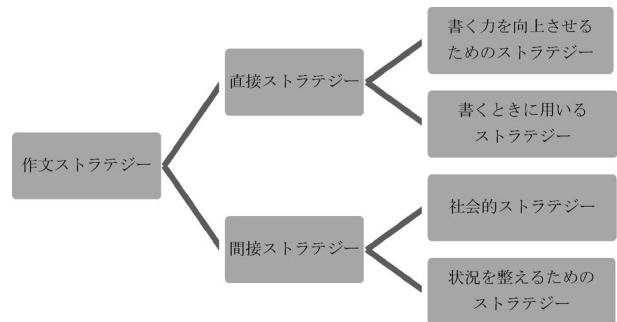 書く力を向上させる
ためのストラテジー
直接ストラテジー
書くときに用いる
ストラテジー
作文ストラテジー
社会的ストラテジー
間接ストラテジー
状況を整えるための
ストラテジー